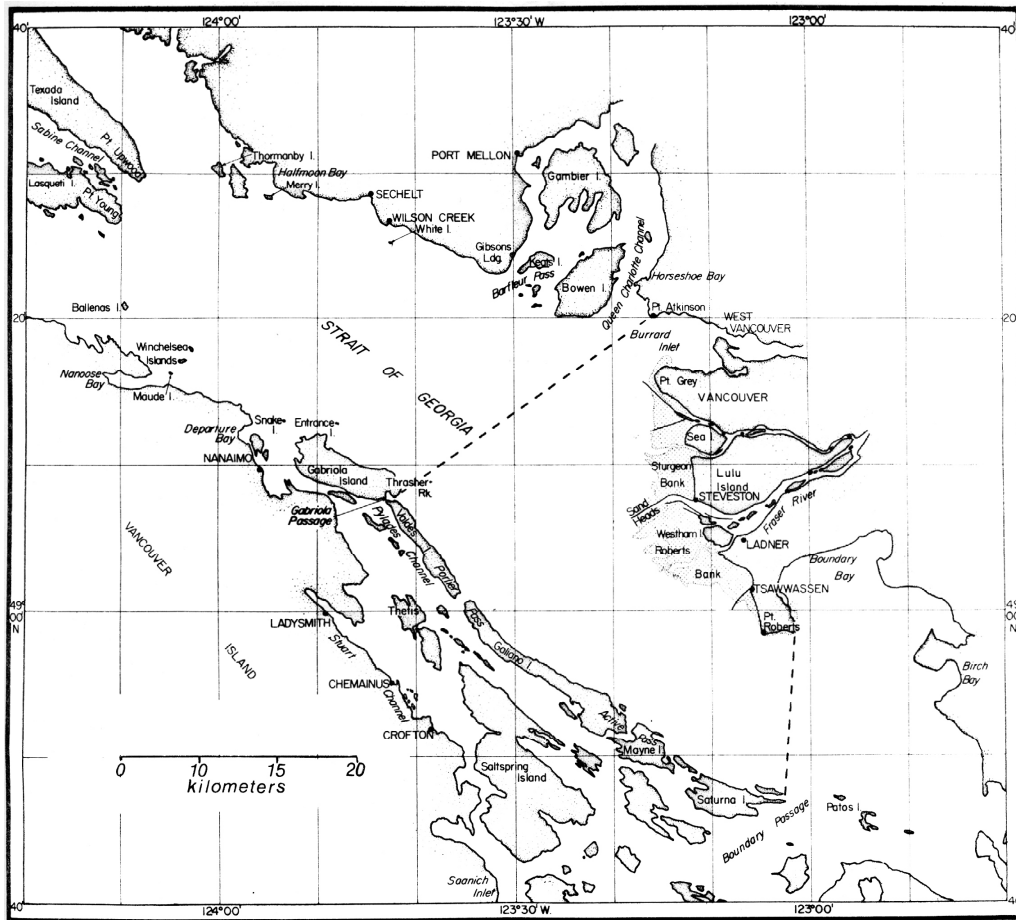 124°00'
123°30' W
123°00'
40'
40'
Texada
Island
Sabine Channel
Pt. Upwood
Lasqueti I.
Pt. Young
Thormanby I.
Halfmoon Bay
Merry I.
SECHELT
WILSON CREEK
White I.
PORT MELLON
Gambier I.
Gibsons
Ldg.
Keats I.
Barfleur Pass
Bowen I.
Queen Charlotte Channel
Horseshoe Bay
Pt. Atkinson
WEST
VANCOUVER
Burrard
Inlet
20'
20'
Ballenas I.
Winchelsea
Islands
Nanoose
Bay
Maude I.
STRAIT
OF
GEORGIA
Pt. Grey
VANCOUVER
Departure
Bay
Snake
I.
Entrance
I.
NANAIMO
Gabriola
Island
Thrasher
Rk.
Gabriola
Passage
Sea I.
Sturgeon
Bank
Lulu
Island
STEVESTON
Sand
Heads
Fraser River
Westham I.
Roberts
Bank
LADNER
Boundary
Bay
TSAWWASSEN
Pt.
Roberts
VANCOUVER
ISLAND
Pylades
Channel
Valdes
I.
Porlier
Pass
Thetis
I.
49°
00'
N
49°
00'
N
LADYSMITH
Stuart
Channel
Galiano I.
Birch
Bay
CHEMAINUS
CROFTON
Active
Pass
Mayne I.
Saltspring
Island
Saturna I.
Patos I.
Boundary Passage
0 10 15 20
kilometers
Saanich
Inlet
40'
40'
124°00'
123°30' W.
123°00'